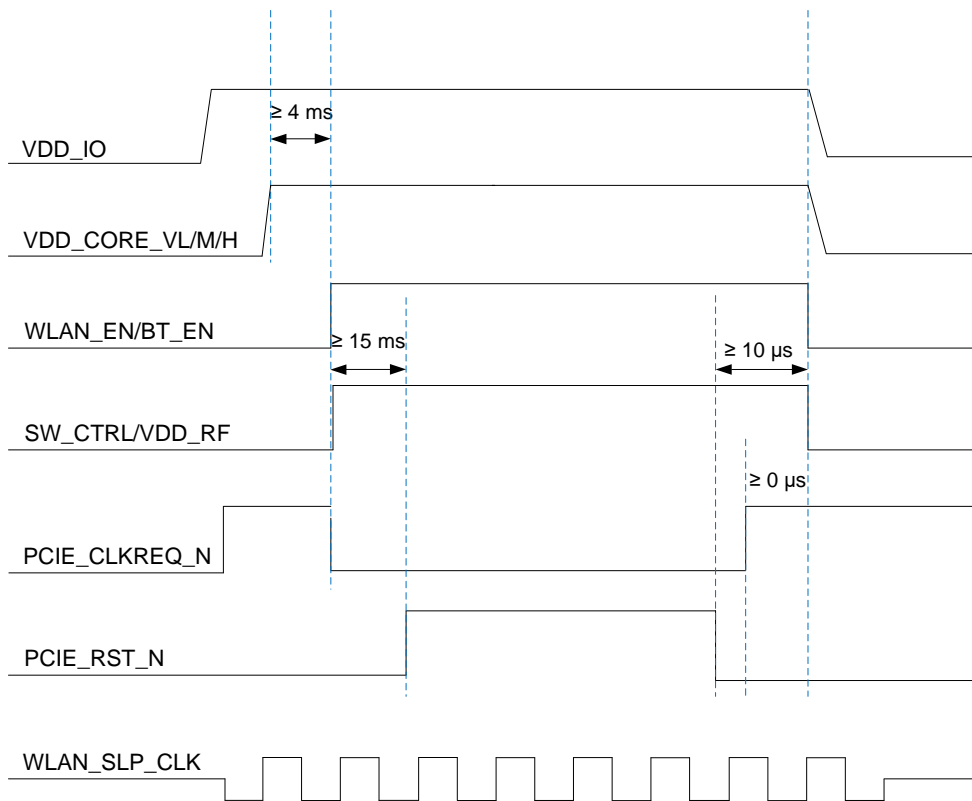 ≥ 4 ms
VDD_IO
VDD_CORE_VL/M/H
WLAN_EN/BT_EN
≥ 15 ms
≥ 10 µs
SW_CTRL/VDD_RF
≥ 0 µs
PCIE_CLKREQ_N
PCIE_RST_N
WLAN_SLP_CLK